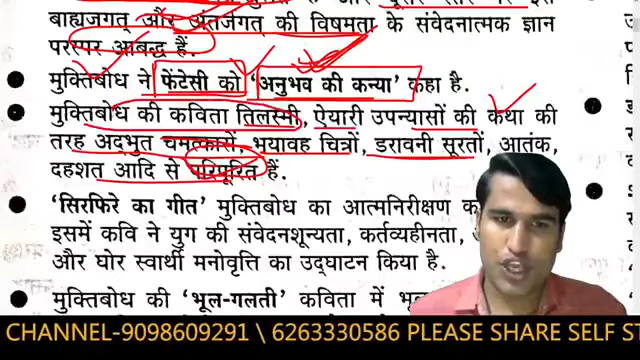 बाह्यजगत् और अंतर्जगत् की विषमता के संवेदनात्मक ज्ञान
परस्पर आबद्ध हैं।
मुक्तिबोध ने फेंटेसी को 'अनुभव की कन्या' कहा है।
मुक्तिबोध की कविता तिलस्मी, ऐयारी उपन्यासों की कथा की
तरह अद्‌भुत चमत्कारों, भयावह चित्रों, डरावनी सूरतों, आतंक,
दहशत आदि से परिपूरित हैं।
'सिरफिरे का गीत' मुक्तिबोध का आत्मनिरीक्षण
इसमें कवि ने युग की संवेदनशून्यता, कर्तव्यहीनता,
और घोर स्वार्थी मनोवृत्ति का उद्‌घाटन किया है।
मुक्तिबोध की 'भूल-गलती' कविता में
CHANNEL-9098609291 \ 6263330586 PLEASE SHARE SELF